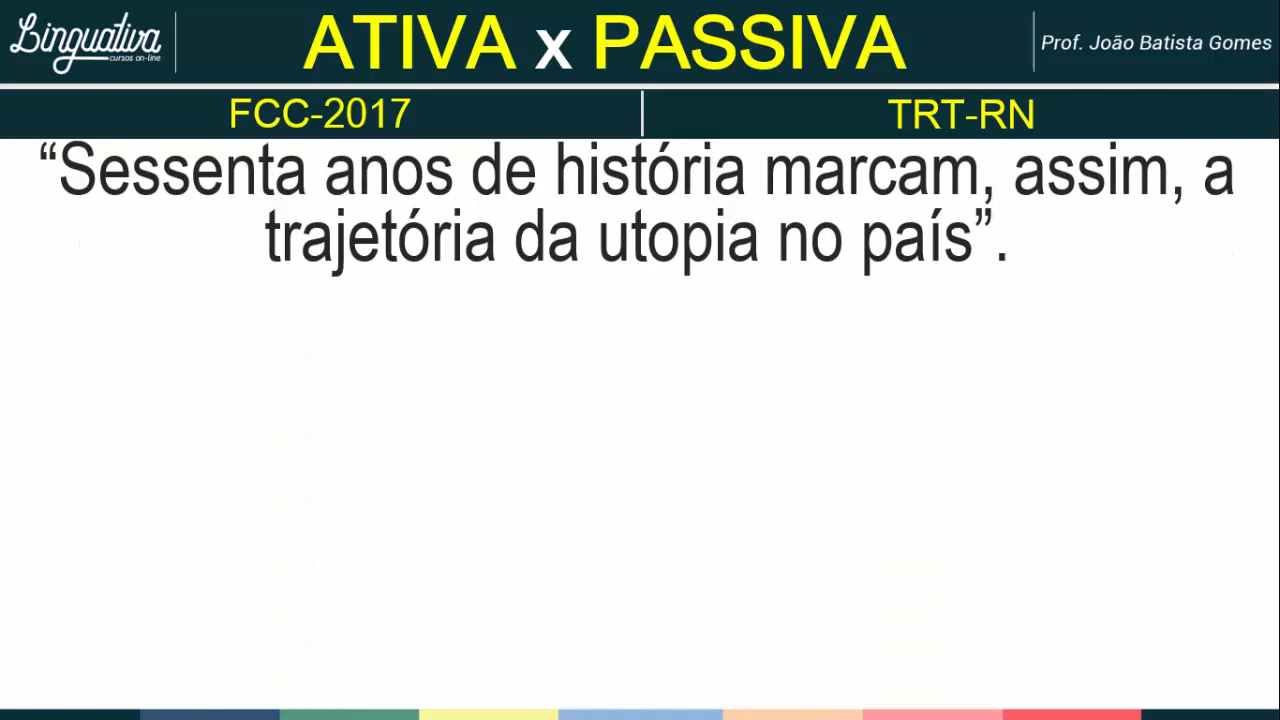 Linguativa
cursos on-line
ATIVA x PASSIVA
Prof. João Batista Gomes
FCC-2017
TRT-RN
“Sessenta anos de história marcam, assim, a
trajetória da utopia no país”.